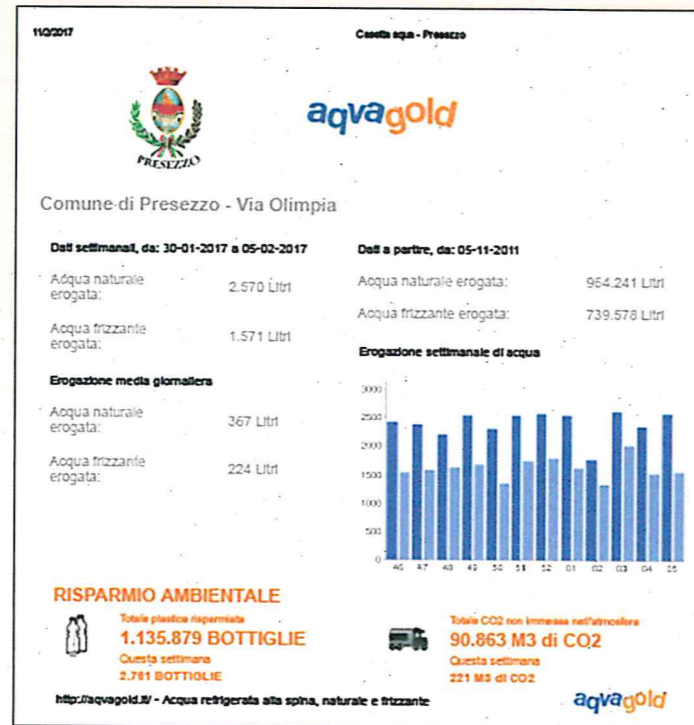 11/2/2017
Casetta aqua - Presezzo
PRESEZZO
aqvagold
Comune di Presezzo - Via Olimpia
Dati settimanali, da: 30-01-2017 a 05-02-2017
Acqua naturale
erogata:
2.570 Litri
Acqua frizzante
erogata:
1.571 Litri
Erogazione media giornaliera
Acqua naturale
erogata:
367 Litri
Acqua frizzante
erogata:
224 Litri
Dati a partire, da: 05-11-2011
Acqua naturale erogata:
964.241 Litri
Acqua frizzante erogata:
739.578 Litri
Erogazione settimanale di acqua
3000
2500
2000
1500
1000
500
0
46 47 48 49 50 51 52 01 02 03 04 05
RISPARMIO AMBIENTALE
Totale plastica risparmiata
1.135.879 BOTTIGLIE
Questa settimana
2.761 BOTTIGLIE
Totale CO2 non immessa nell'atmosfera
90.863 M3 di CO2
Questa settimana
221 M3 di CO2
http://aqvagold.it/ - Acqua refrigerata alla spina, naturale e frizzante
aqvagold